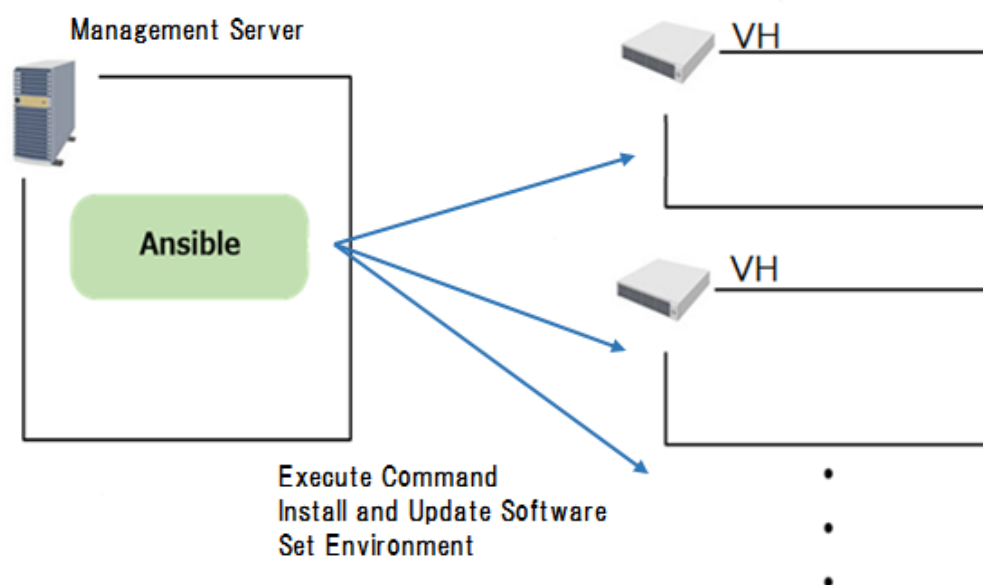 Management Server
VH
Ansible
VH
Execute Command
Install and Update Software
Set Environment